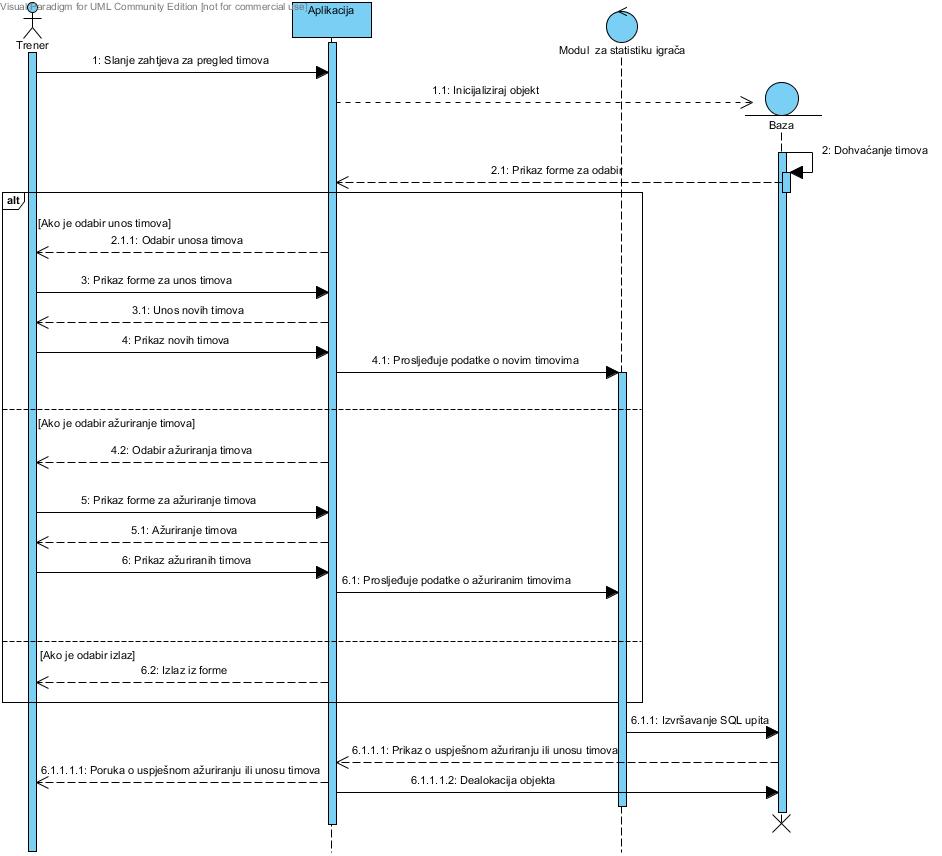 Visual Paradigm for UML Community Edition [not for commercial use]
Aplikacija
Trener
Modul za statistiku igrača
1: Slanje zahtjeva za pregled timova
1.1: Inicijaliziraj objekt
Baza
2: Dohvaćanje timova
2.1: Prikaz forme za odabir
alt
[Ako je odabir unos timova]
2.1.1: Odabir unosa timova
3: Prikaz forme za unos timova
3.1: Unos novih timova
4: Prikaz novih timova
4.1: Prosljeđuje podatke o novim timovima
[Ako je odabir ažuriranje timova]
4.2: Odabir ažuriranja timova
5: Prikaz forme za ažuriranje timova
5.1: Ažuriranje timova
6: Prikaz ažuriranih timova
6.1: Prosljeđuje podatke o ažuriranim timovima
[Ako je odabir izlaz]
6.2: Izlaz iz forme
6.1.1: Izvršavanje SQL upita
6.1.1.1: Prikaz o uspješnom ažuriranju ili unosu timova
6.1.1.1.1: Poruka o uspješnom ažuriranju ili unosu timova
6.1.1.1.2: Dealokacija objekta